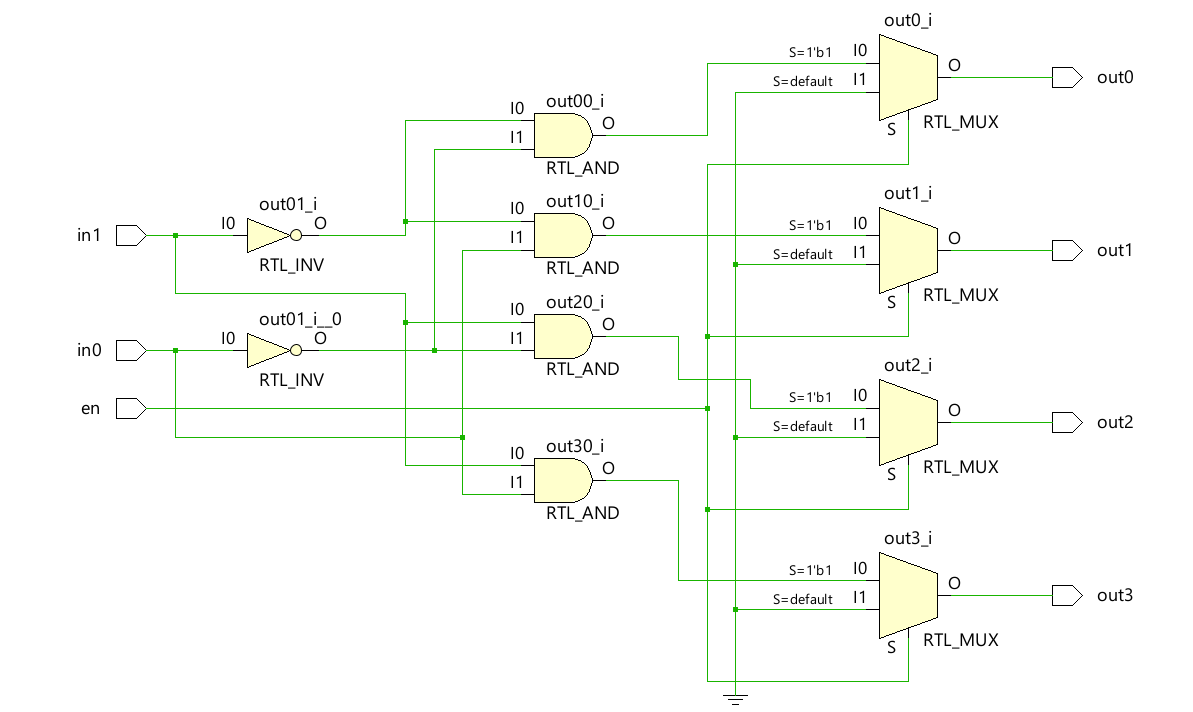 out0_i
S=1'b1
I0
O
S=default
I1
out0
S
RTL_MUX
out00_i
I0
O
I1
RTL_AND
out1_i
S=1'b1
I0
O
S=default
I1
out1
S
RTL_MUX
out10_i
I0
O
I1
RTL_AND
out01_i
in1
I0
O
RTL_INV
out20_i
I0
O
I1
RTL_AND
out01_i__0
in0
I0
O
RTL_INV
en
out2_i
S=1'b1
I0
O
S=default
I1
out2
S
RTL_MUX
out30_i
I0
O
I1
RTL_AND
out3_i
S=1'b1
I0
O
S=default
I1
out3
S
RTL_MUX